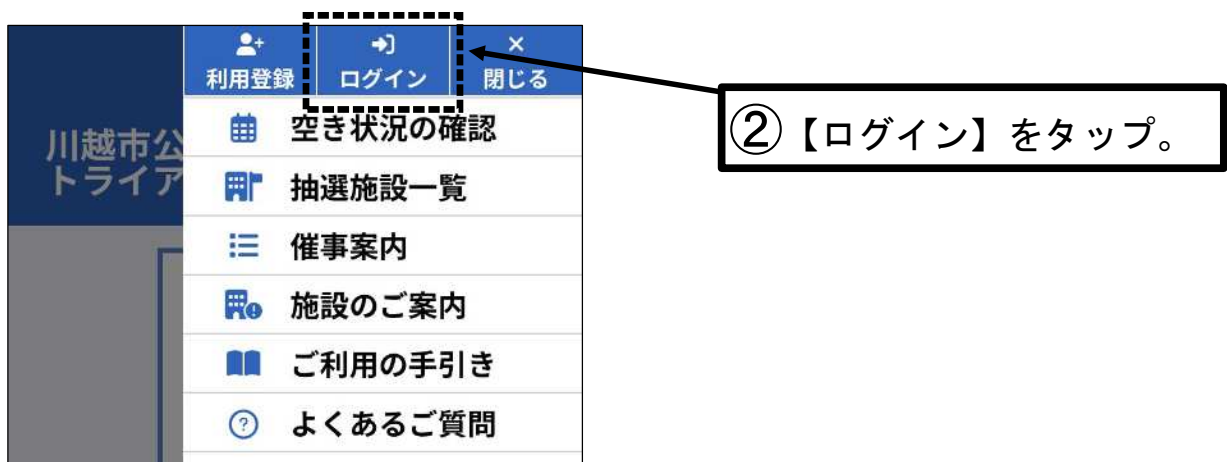 利用登録 ログイン 閉じる
川越市公
トライア
空き状況の確認
抽選施設一覧
催事案内
施設のご案内
ご利用の手引き
よくあるご質問
②【ログイン】をタップ。